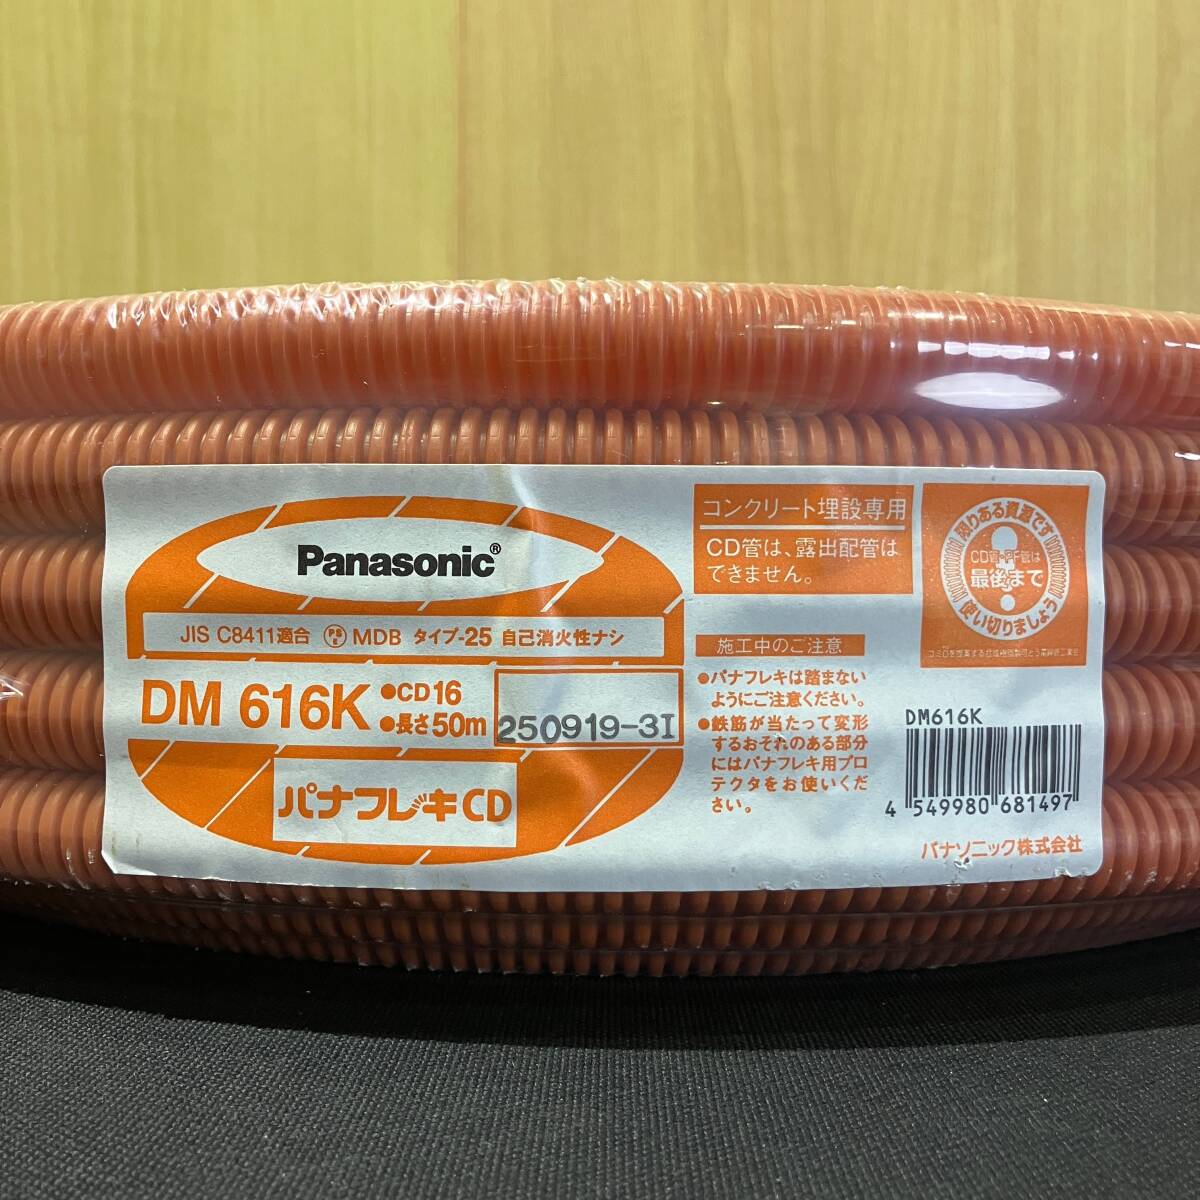 Panasonic®
JIS C8411適合 MDB タイプ-25 自己消火性ナシ
DM 616K
●CD16
●長さ50m
250919-3I
パナフレキCD
コンクリート埋設専用
CD管は、露出配管は
できません。
施工中のご注意
●パナフレキは踏まない
ようにご注意ください。
●鉄筋が当たって変形
するおそれのある部分
にはパナフレキ用プロ
テクタをお使いくだ
さい。
限りある資源です
CD管・PF管は
最後まで
使い切りましょう
DM616K
4 549980 681497
パナソニック株式会社